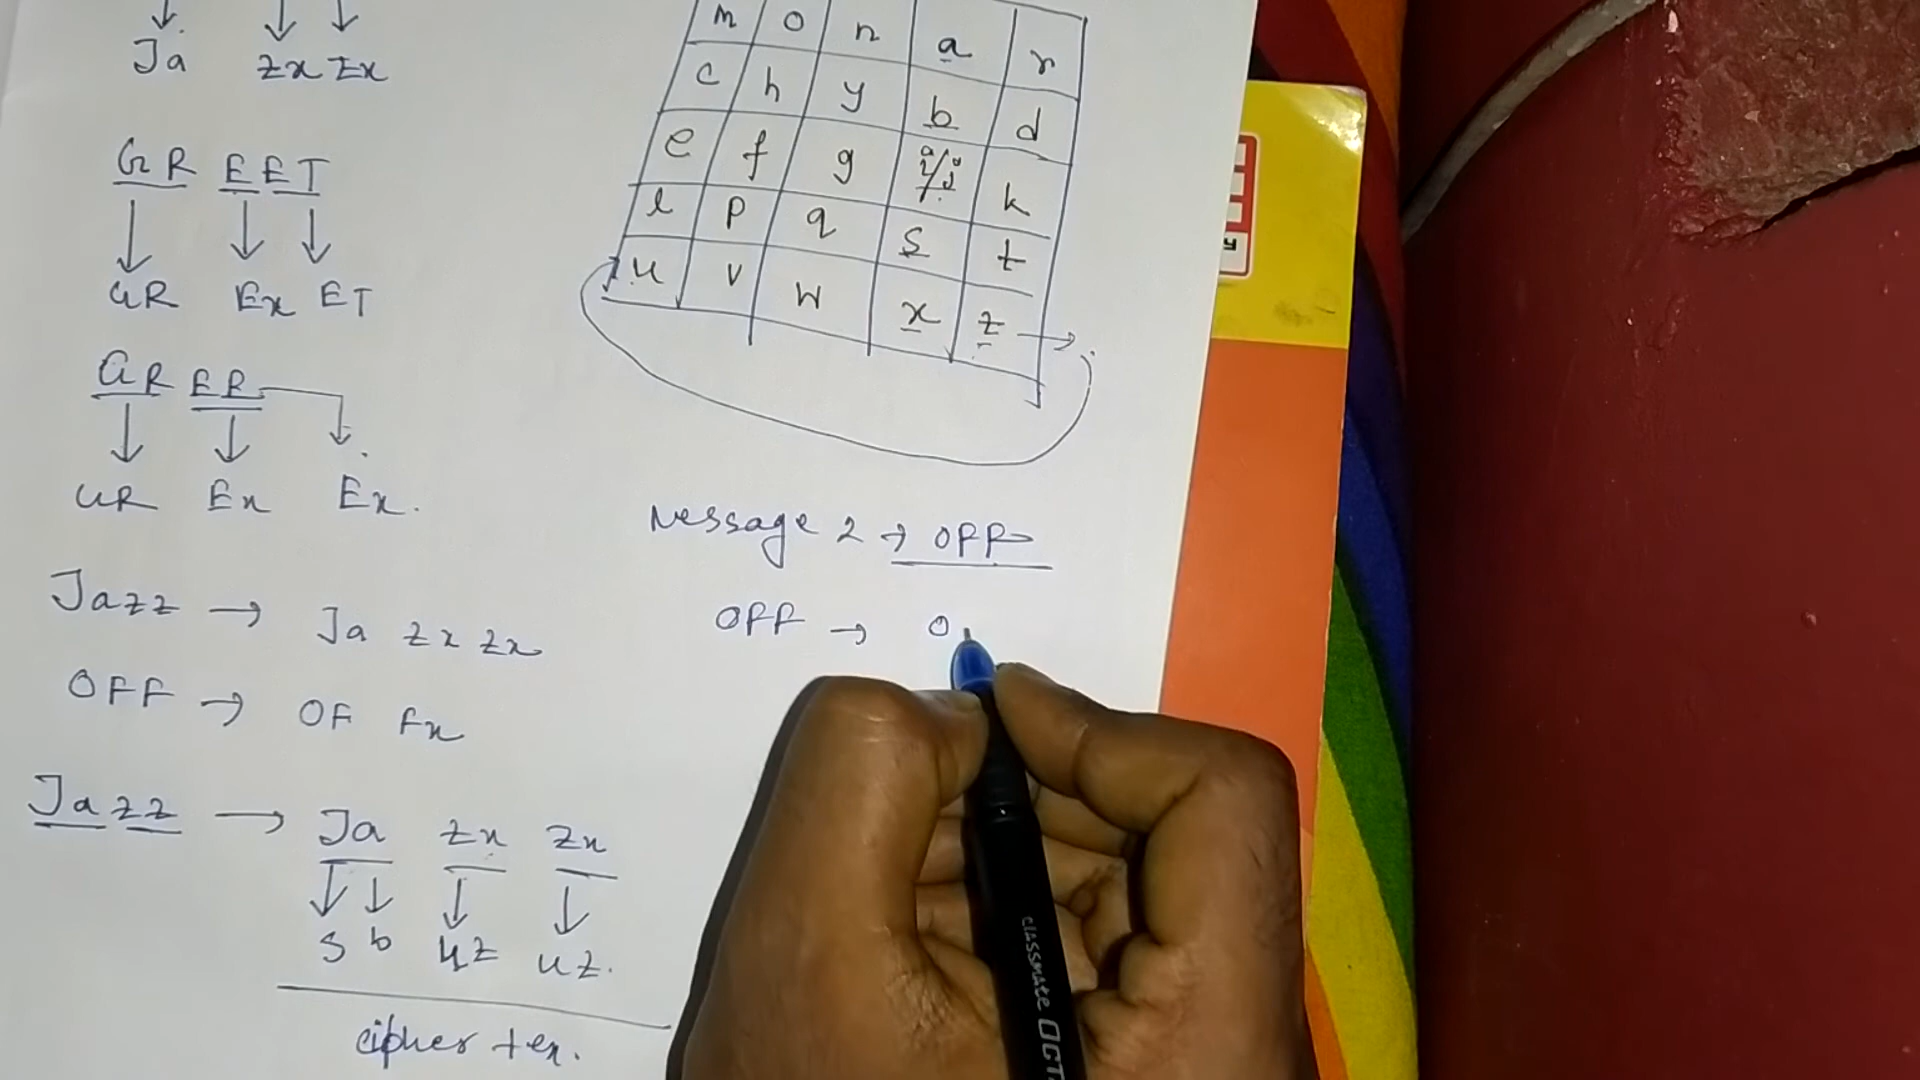 Ja zx zx
GR EET
GR Ex ET
GR ER
GR Ex Ex.
Jazz → Ja zx zx
OFF → OF Fx
Jazz → Ja zx zx
s b uz uz.
cipher tex.
m o n a r
c h y b d
e f g i/j k
l p q s t
u v w x z →
Message 2 → OFF
OFF → O
classmate OCT